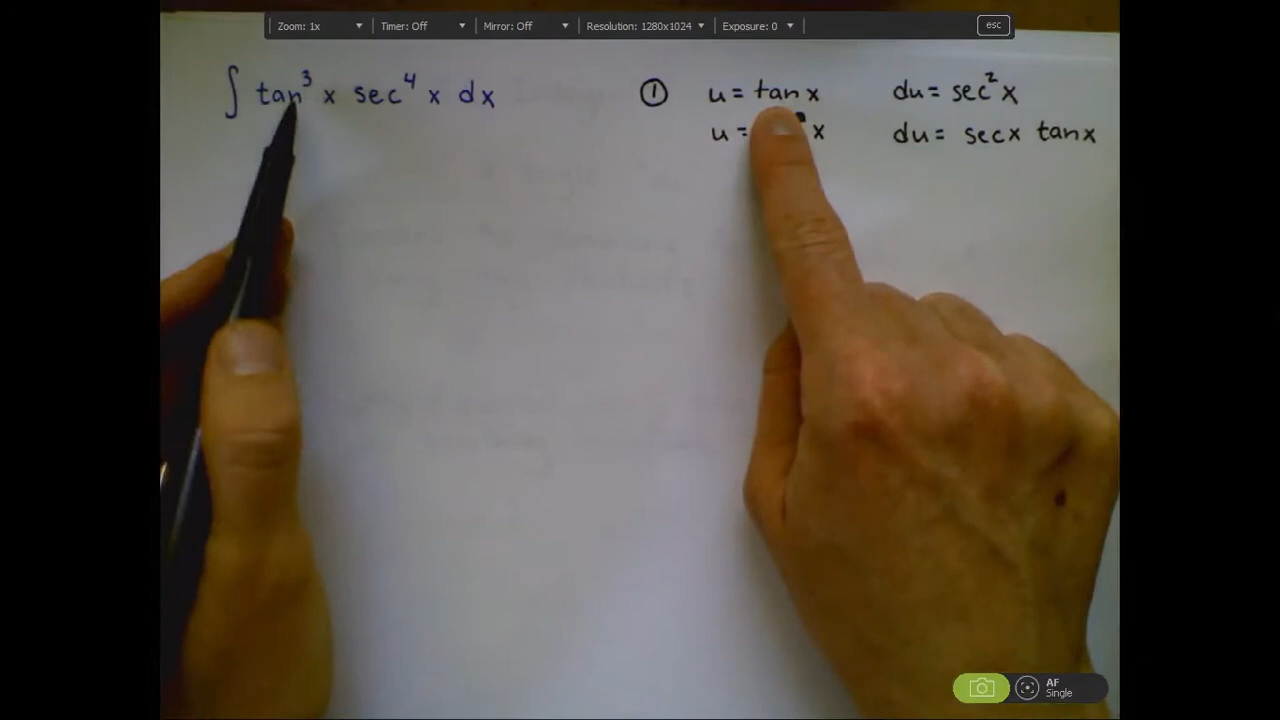 Zoom: 1x Timer: Off Mirror: Off Resolution: 1280x1024 Exposure: 0 esc
∫ tan³ x sec⁴ x dx ① u = tan x du = sec² x
u = x du = sec x tan x
AF
Single